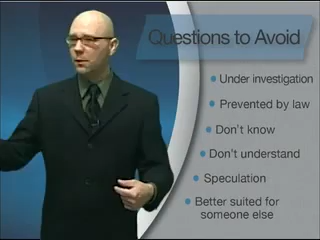 Questions to Avoid
Under investigation
Prevented by law
Don't know
Don't understand
Speculation
Better suited for
someone else